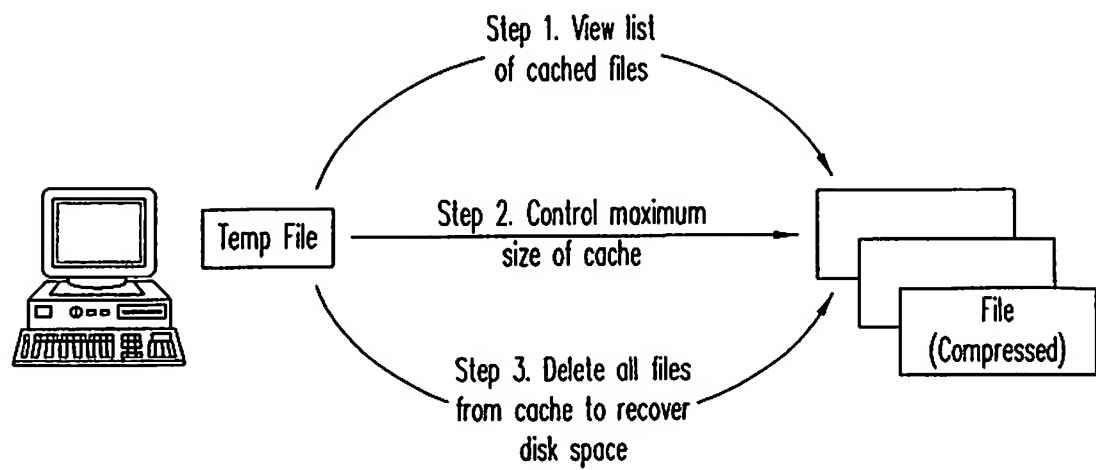 Step 1. View list
of cached files
Temp File
Step 2. Control maximum
size of cache
File
(Compressed)
Step 3. Delete all files
from cache to recover
disk space